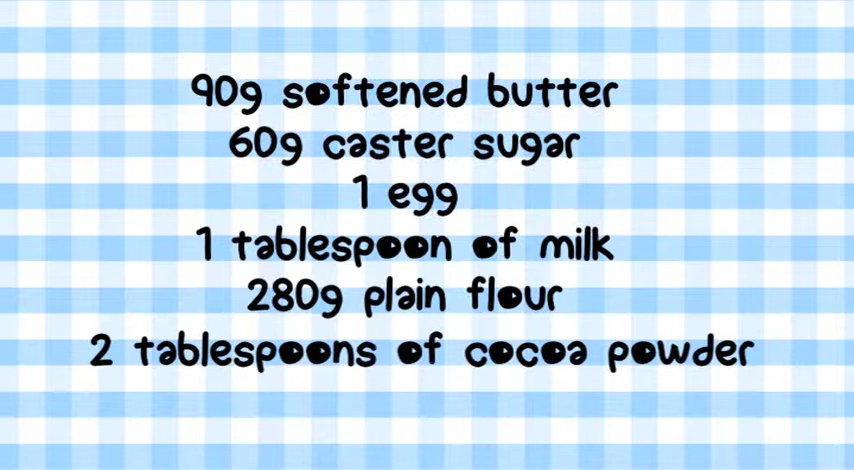 90g softened butter
60g caster sugar
1 egg
1 tablespoon of milk
280g plain flour
2 tablespoons of cocoa powder